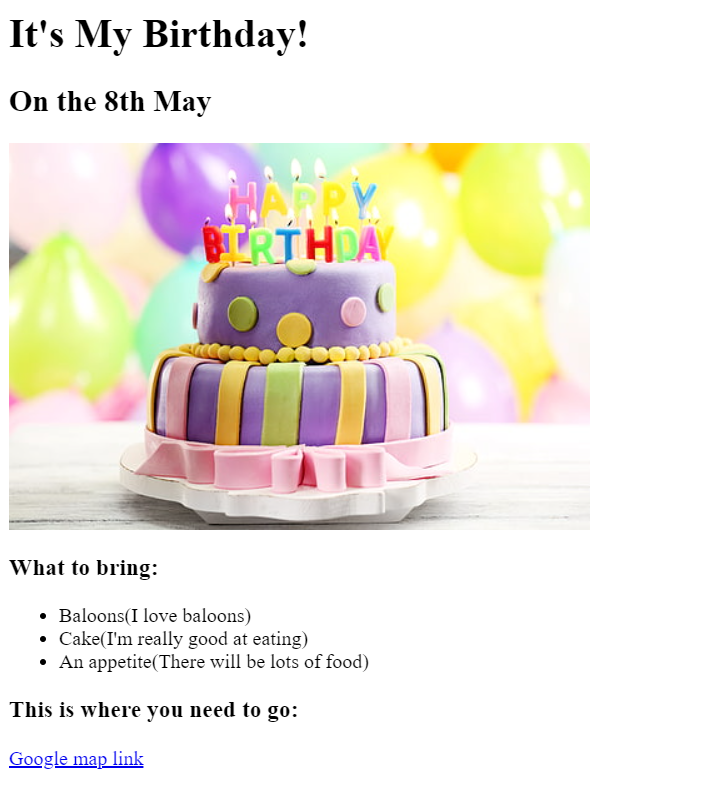 It's My Birthday!
On the 8th May
HAPPY
BIRTHDAY
What to bring:
Baloons(I love baloons)
Cake(I'm really good at eating)
An appetite(There will be lots of food)
This is where you need to go:
Google map link